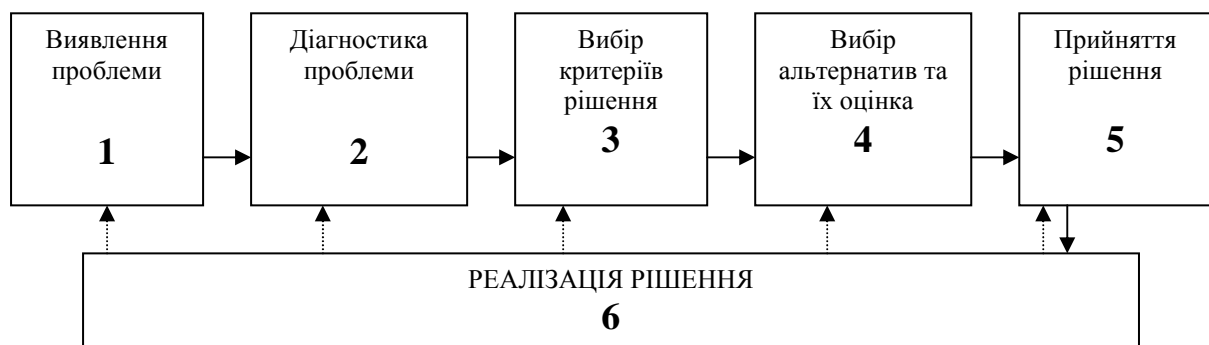 Виявлення
проблеми
1
Діагностика
проблеми
2
Вибір
критеріїв
рішення
3
Вибір
альтернатив та
їх оцінка
4
Прийняття
рішення
5
РЕАЛІЗАЦІЯ РІШЕННЯ
6